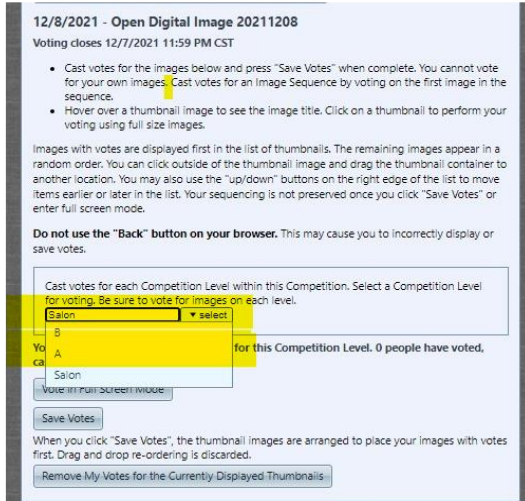 12/8/2021 - Open Digital Image 20211208
Voting closes 12/7/2021 11:59 PM CST
• Cast votes for the images below and press "Save Votes" when complete. You cannot vote
for your own images. Cast votes for an Image Sequence by voting on the first image in the
sequence.
• Hover over a thumbnail image to see the image title. Click on a thumbnail to perform your
voting using full size images.
Images with votes are displayed first in the list of thumbnails. The remaining images appear in a
random order. You can click outside of the thumbnail image and drag the thumbnail container to
another location. You may also use the "up/down" buttons on the right edge of the list to move
items earlier or later in the list. Your sequencing is not preserved once you click "Save Votes" or
enter full screen mode.
Do not use the "Back" button on your browser. This may cause you to incorrectly display or
save votes.
Cast votes for each Competition Level within this Competition. Select a Competition Level
for voting. Be sure to vote for images on each level.
Salon ▼ select
B
Yo A for this Competition Level. 0 people have voted,
ca
Salon
Vote in Full Screen Mode
Save Votes
When you click "Save Votes", the thumbnail images are arranged to place your images with votes
first. Drag and drop re-ordering is discarded.
Remove My Votes for the Currently Displayed Thumbnails